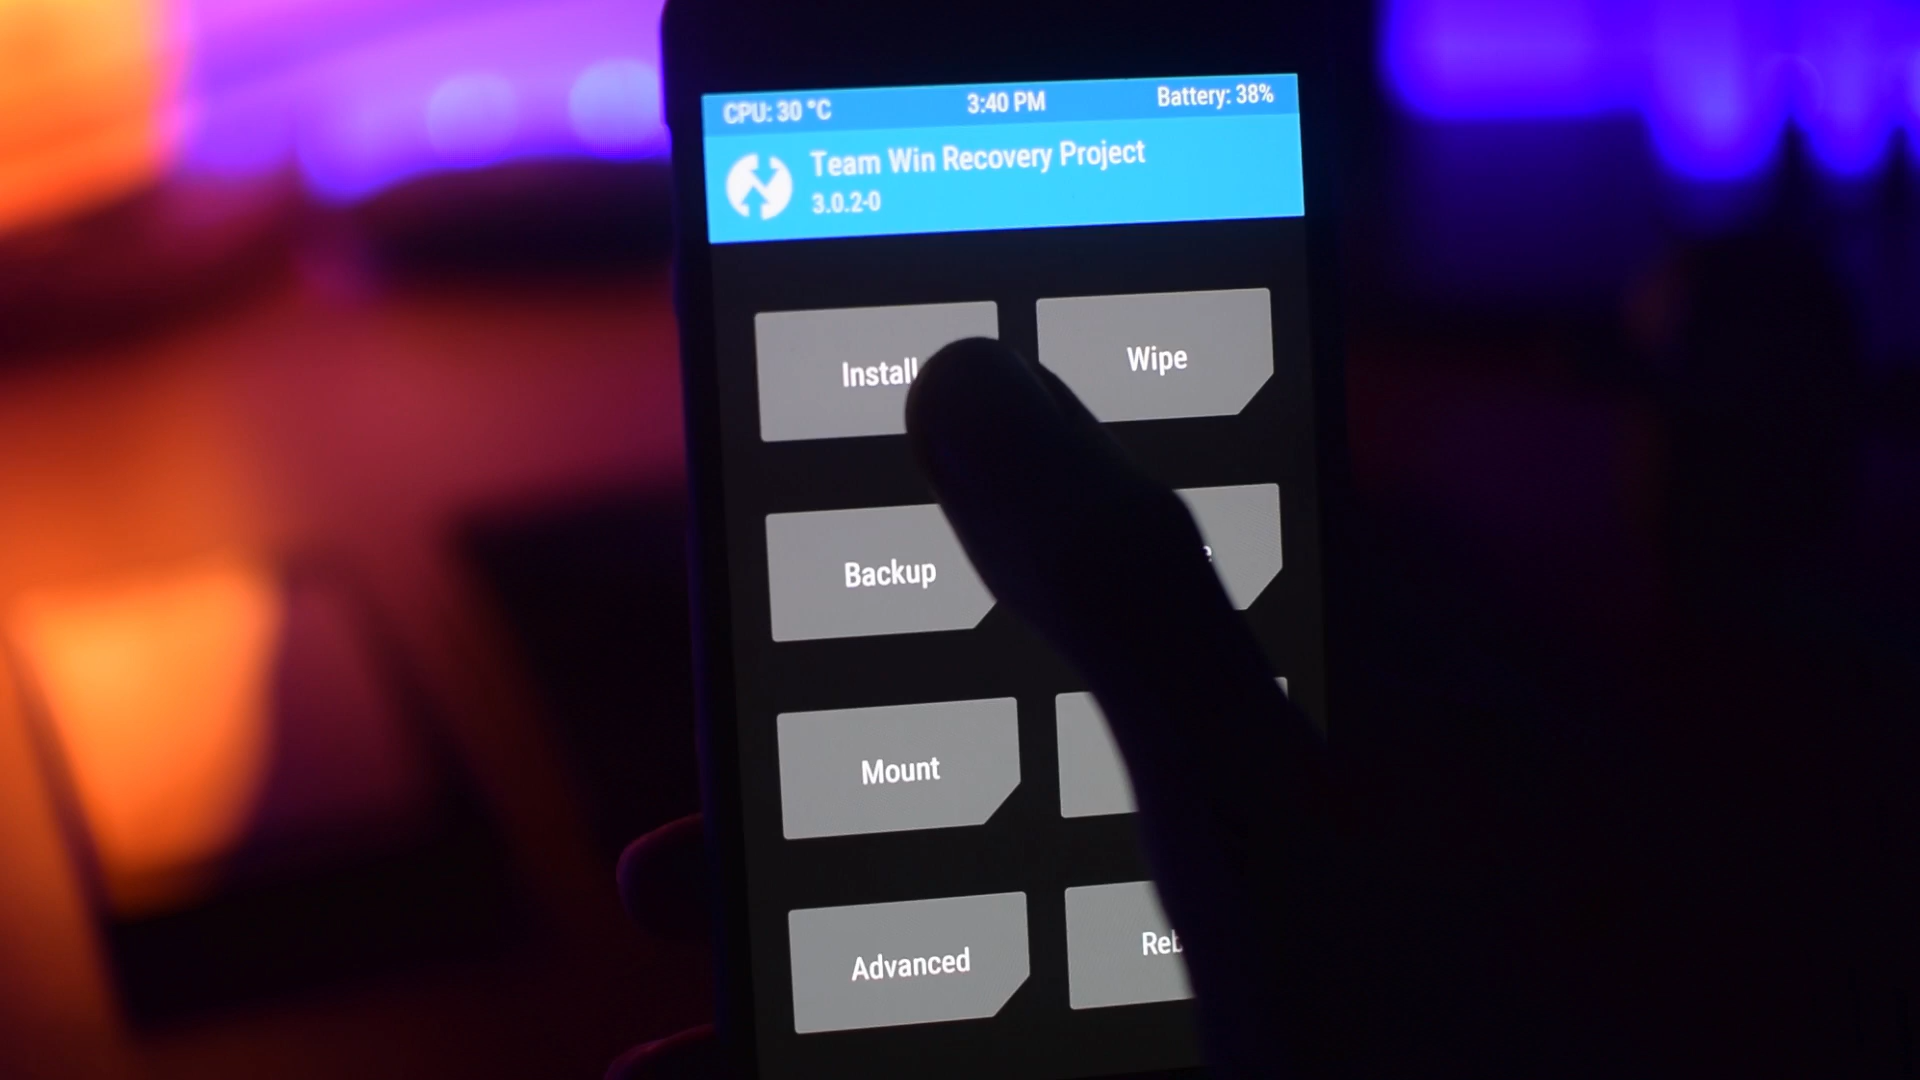 CPU: 30 °C 3:40 PM Battery: 38%
Team Win Recovery Project
3.0.2-0
Install Wipe
Backup
Mount
Advanced